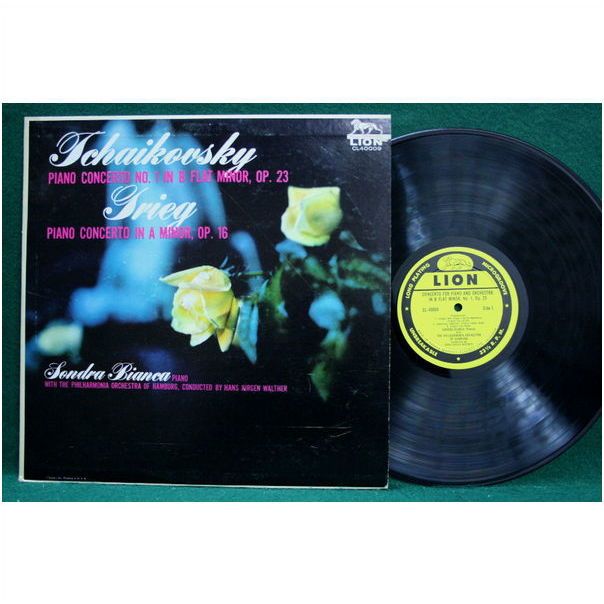 Tchaikovsky
PIANO CONCERTO NO. 1 IN B FLAT MINOR, OP. 23
Grieg
PIANO CONCERTO IN A MINOR, OP. 16
LION
CL40009
Sondra Bianca PIANO
WITH THE PHILHARMONIA ORCHESTRA OF HAMBURG, CONDUCTED BY HANS JURGEN WALTHER
LION
LONG PLAYING
MICROGROOVE
UNBREAKABLE
33⅓ R.P.M.
CONCERTO FOR PIANO AND ORCHESTRA
IN B FLAT MINOR, No. 1, Op. 23
CL-40009
Side 1